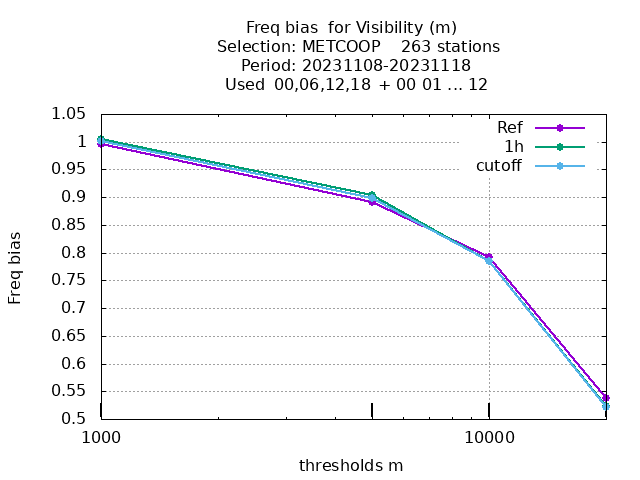 Freq bias  for Visibility (m)
Selection: METCOOP    263 stations
Period: 20231108-20231118
Used  00,06,12,18 + 00 01 ... 12
Ref
1h
cutoff
1.05
1
0.95
0.9
0.85
0.8
0.75
0.7
0.65
0.6
0.55
0.5
Freq bias
1000
10000
thresholds m